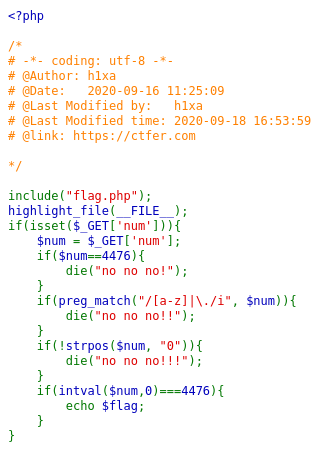 <?php
/*
# -*- coding: utf-8 -*-
# @Author: h1xa
# @Date:   2020-09-16 11:25:09
# @Last Modified by:   h1xa
# @Last Modified time: 2020-09-18 16:53:59
# @link: https://ctfer.com
*/
include("flag.php");
highlight_file(__FILE__);
if(isset($_GET['num'])){
    $num = $_GET['num'];
    if($num==4476){
        die("no no no!");
    }
    if(preg_match("/[a-z]|\./i", $num)){
        die("no no no!!");
    }
    if(!strpos($num, "0")){
        die("no no no!!!");
    }
    if(intval($num,0)===4476){
        echo $flag;
    }
}